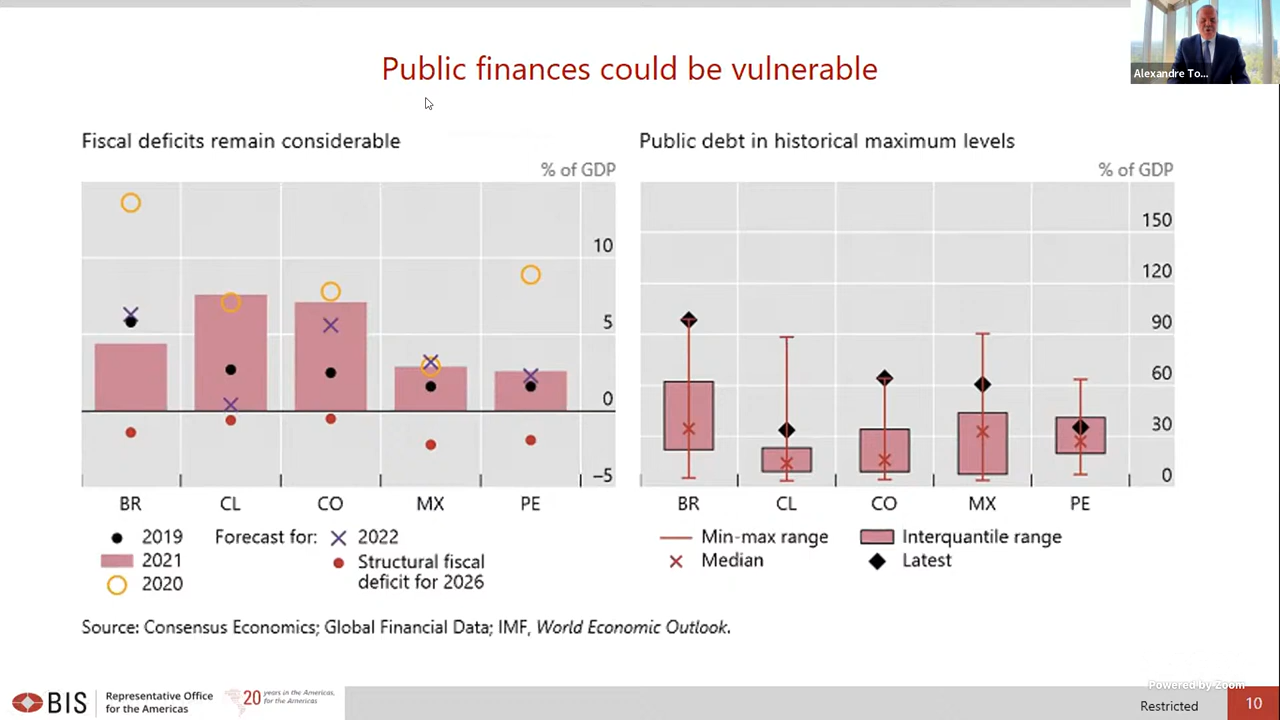 Public finances could be vulnerable
Alexandre To...
Fiscal deficits remain considerable
% of GDP
10
5
0
−5
BR CL CO MX PE
2019
2021
2020
Forecast for:
2022
Structural fiscal
deficit for 2026
Public debt in historical maximum levels
% of GDP
150
120
90
60
30
0
BR CL CO MX PE
Min-max range
Median
Interquantile range
Latest
Source: Consensus Economics; Global Financial Data; IMF, World Economic Outlook.
BIS
Representative Office
for the Americas
20
years in the Americas,
for the Americas
Powered by Zoom
Restricted
10